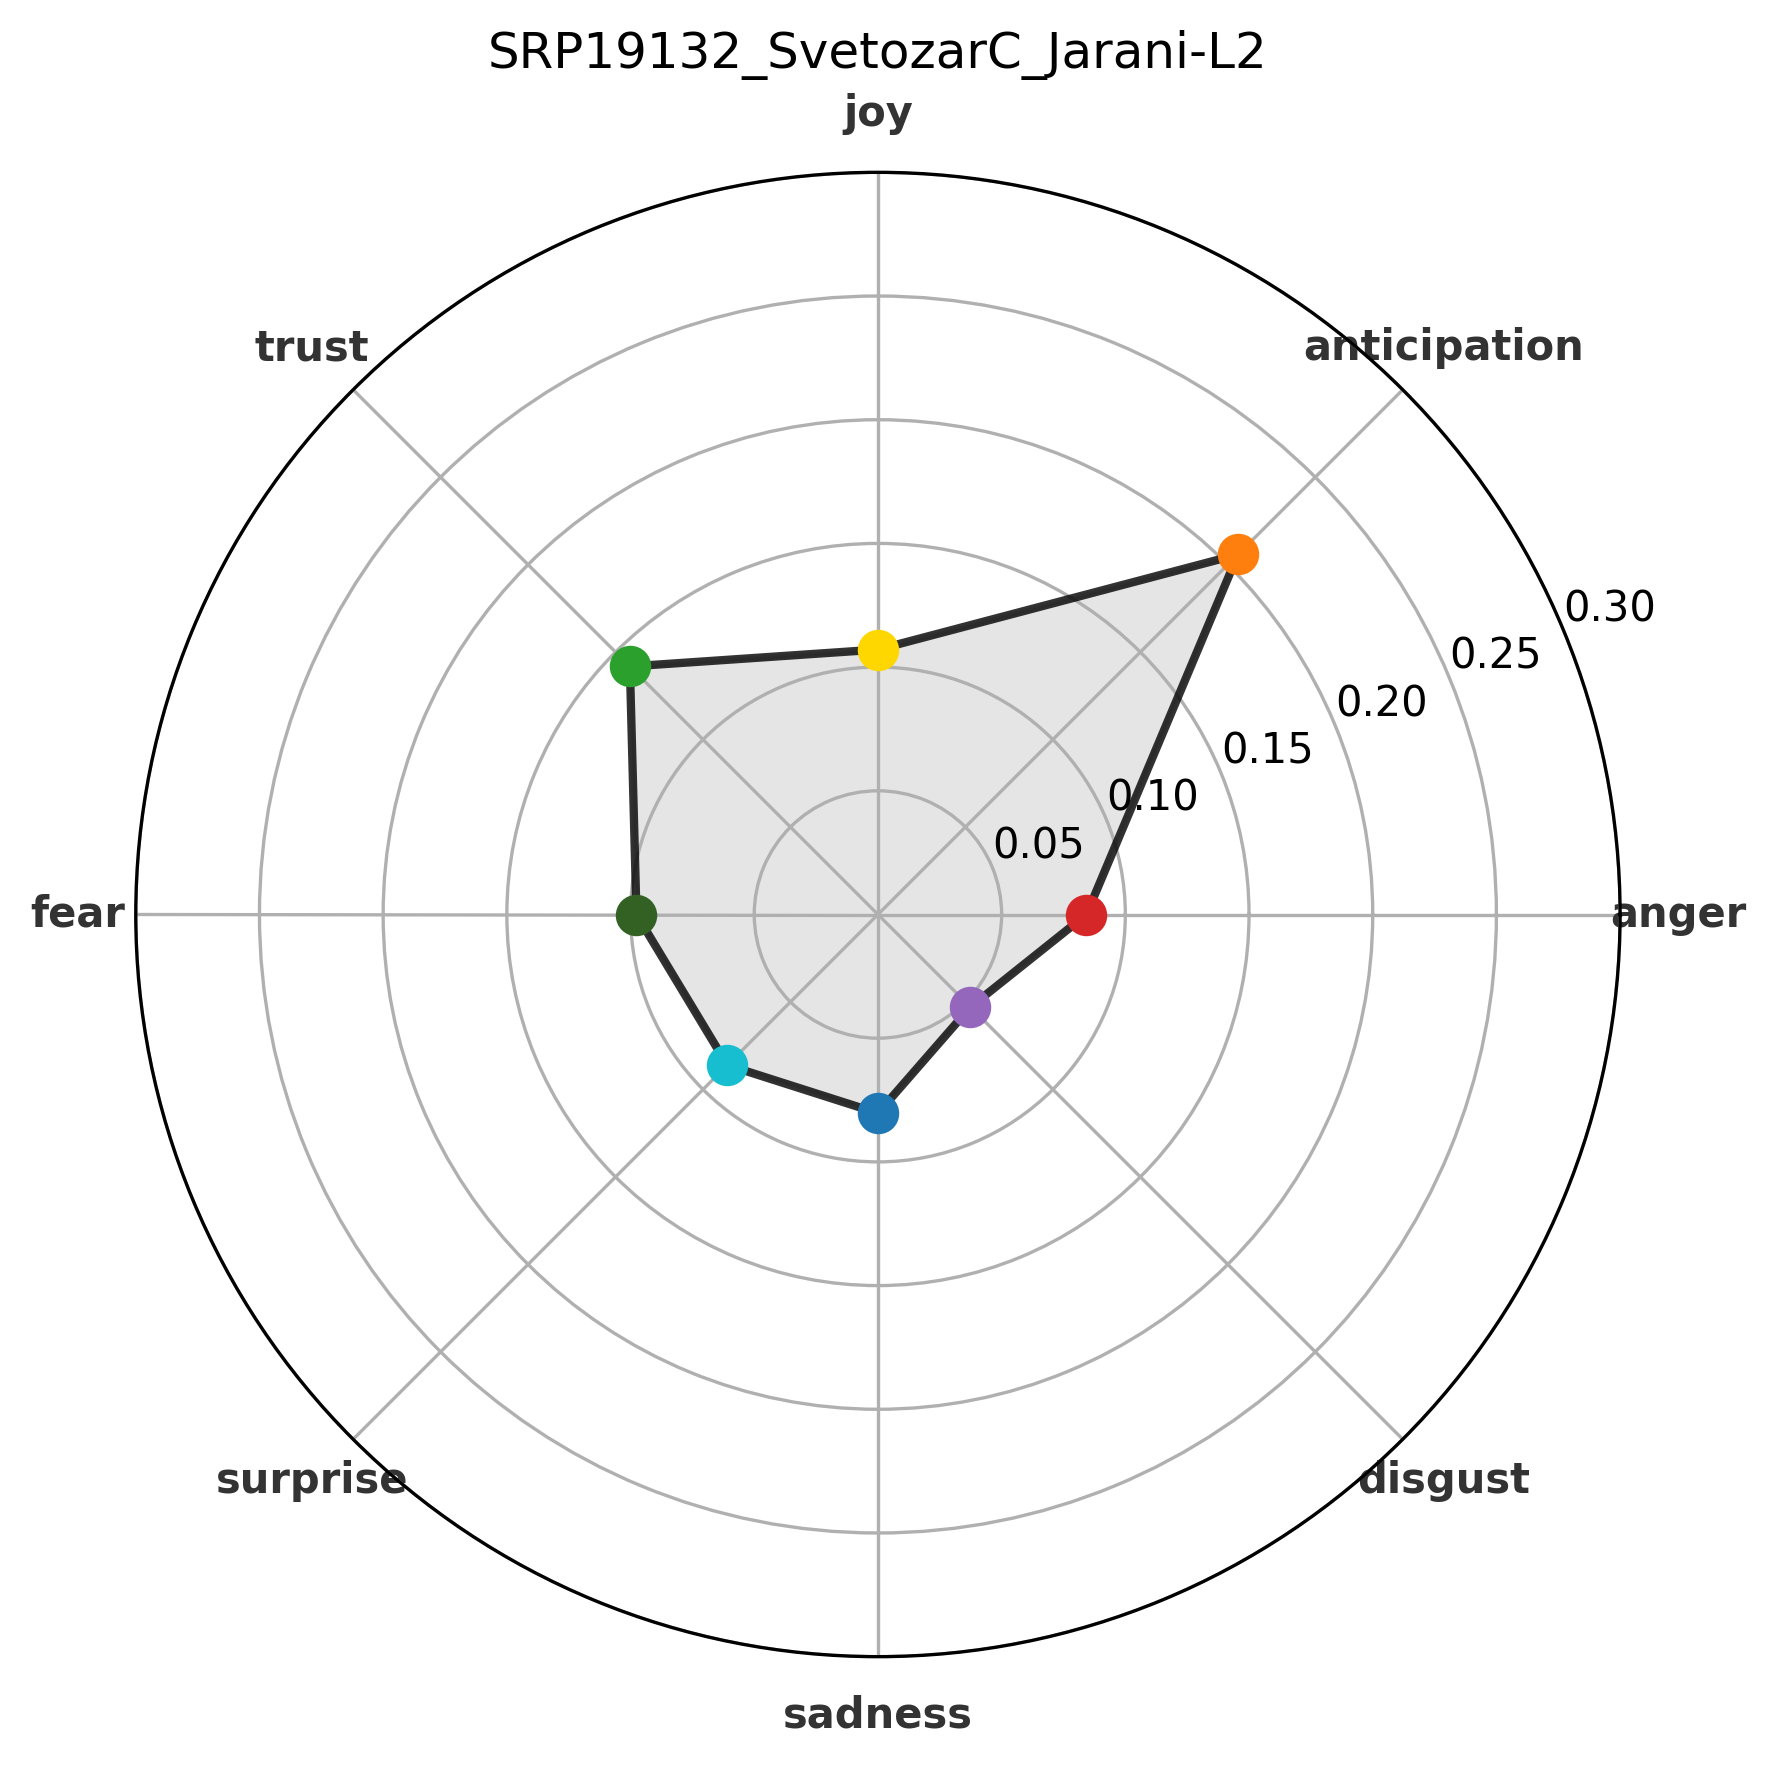 SRP19132_SvetozarC_Jarani-L2
joy
trust
anticipation
0.30
0.25
0.20
0.15
0.10
0.05
fear
anger
surprise
disgust
sadness